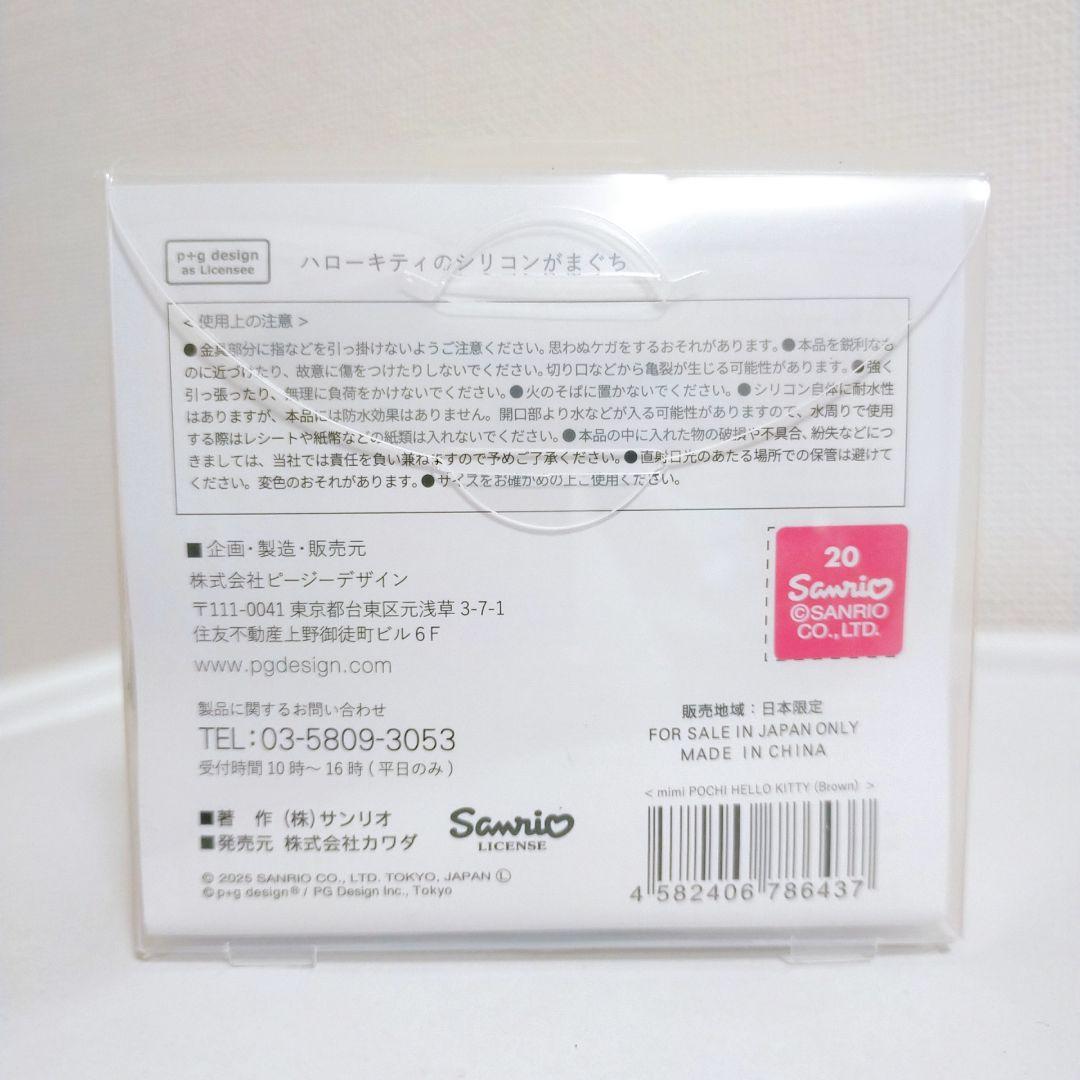 p+g design
as Licensee
ハローキティのシリコンがまぐち
< 使用上の注意 >
●金具部分に指などを引っ掛けないようご注意ください。思わぬケガをするおそれがあります。●本品を鋭利なも
のに近づけたり、故意に傷をつけたりしないでください。切り口などから亀裂が生じる可能性があります。●強く
引っ張ったり、無理に負荷をかけないでください。●火のそばに置かないでください。●シリコン自体に耐水性
はありますが、本品には防水効果はありません。開口部より水などが入る可能性がありますので、水周りで使用
する際はレシートや紙幣などの紙類は入れないでください。●本品の中に入れた物の破損や不具合、紛失などにつ
きましては、当社では責任を負い兼ねますので予めご了承ください。●直射日光のあたる場所での保管は避けて
ください。変色のおそれがあります。●サイズをお確かめの上ご使用ください。
■企画・製造・販売元
株式会社ピージーデザイン
〒111-0041 東京都台東区元浅草 3-7-1
住友不動産上野御徒町ビル 6 F
www.pgdesign.com
20
Sanrio
©SANRIO
CO., LTD.
製品に関するお問い合わせ
TEL:03-5809-3053
受付時間 10 時〜 16 時 ( 平日のみ )
販売地域：日本限定
FOR SALE IN JAPAN ONLY
MADE IN CHINA
■著　作 (株) サンリオ
■発売元 株式会社カワダ
Sanrio
LICENSE
© 2025 SANRIO CO., LTD. TOKYO, JAPAN Ⓛ
© p+g design® / PG Design Inc., Tokyo
< mimi POCHI HELLO KITTY (Brown) >
4 582406 786437